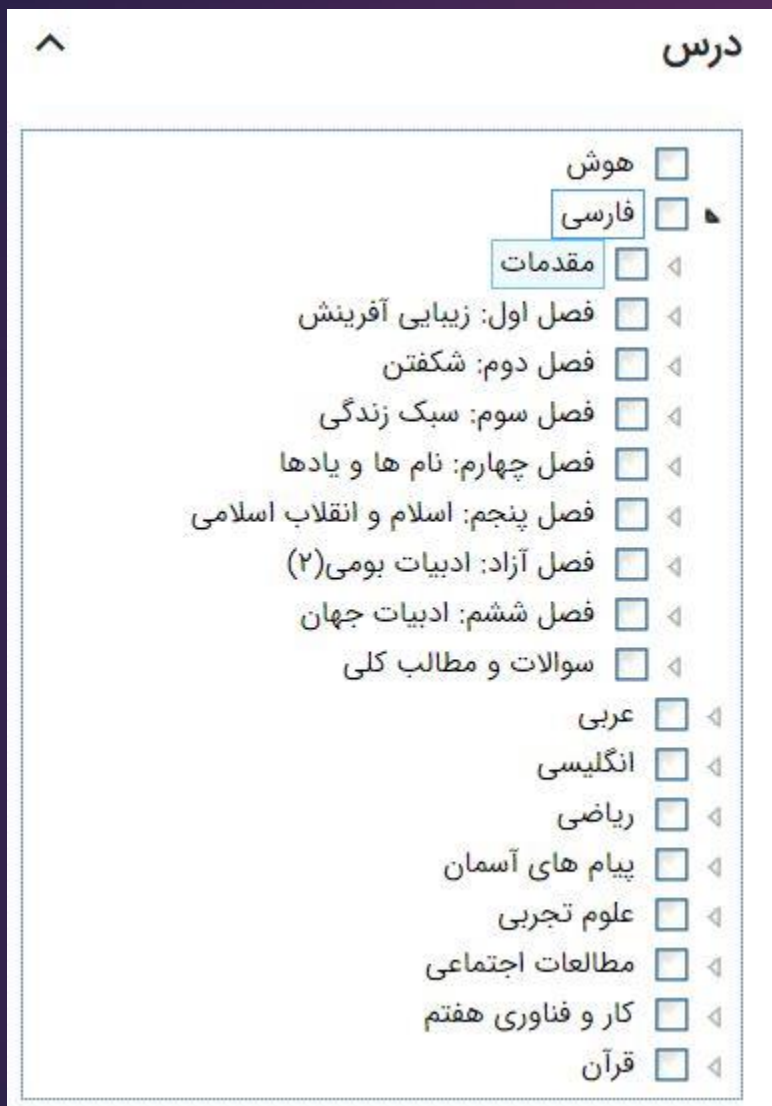 درس
هوش
فارسی
مقدمات
فصل اول: زیبایی آفرینش
فصل دوم: شکفتن
فصل سوم: سبک زندگی
فصل چهارم: نام ها و یادها
فصل پنجم: اسلام و انقلاب اسلامی
فصل آزاد: ادبیات بومی(۲)
فصل ششم: ادبیات جهان
سوالات و مطالب کلی
عربی
انگلیسی
ریاضی
پیام های آسمان
علوم تجربی
مطالعات اجتماعی
کار و فناوری هفتم
قرآن